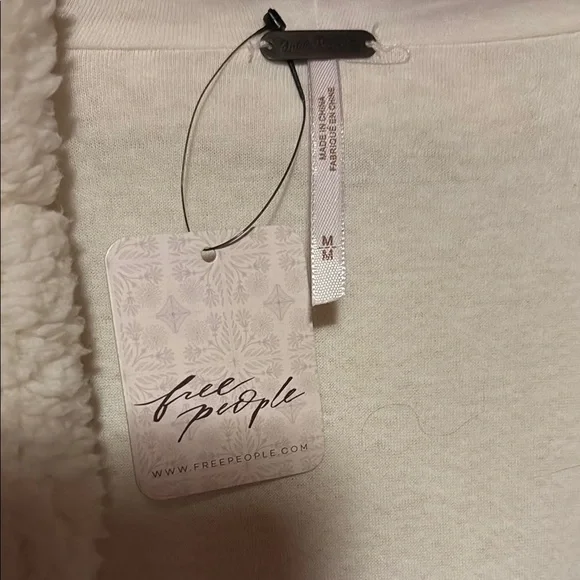 MADE IN CHINA
FABRIQUÉ EN CHINE
M
M
free
people
WWW.FREEPEOPLE.COM